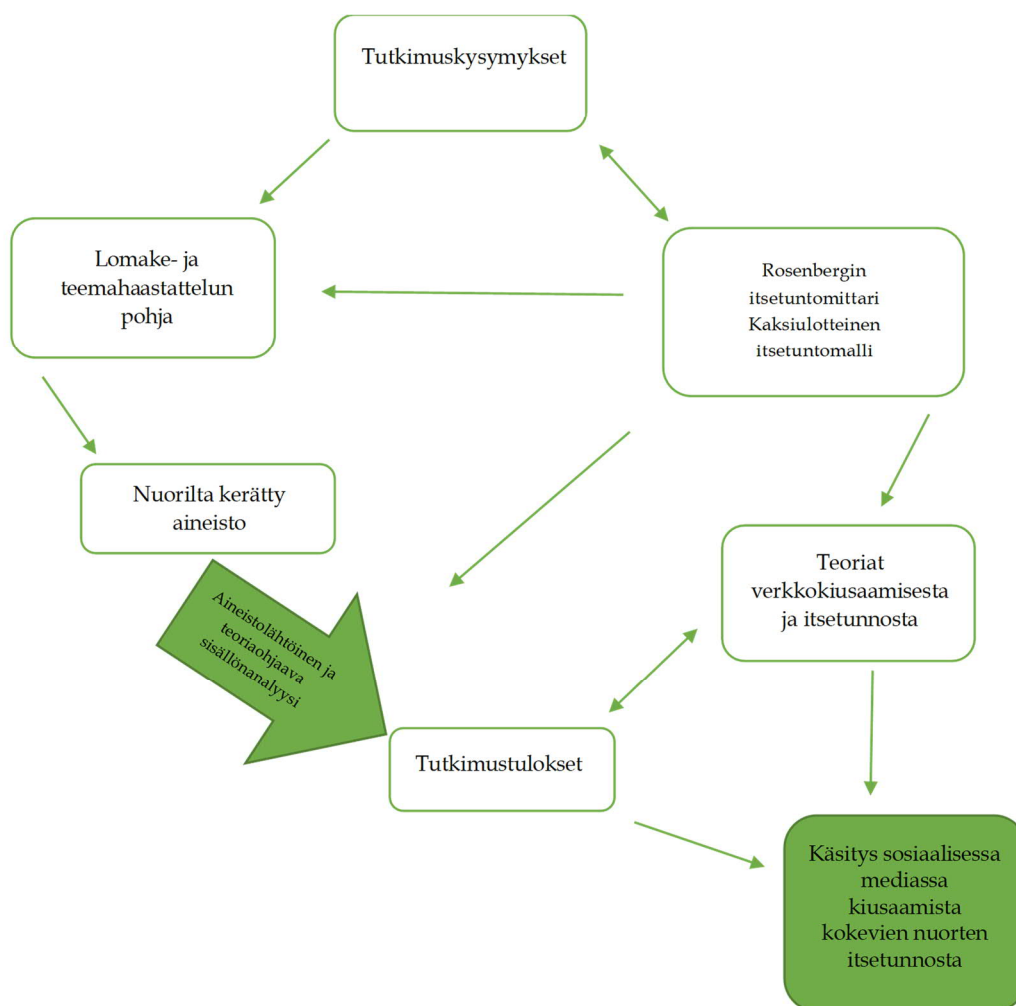 Tutkimuskysymykset
Lomake- ja
teemahaastattelun
pohja
Rosenbergin
itsetuntomittari
Kaksiulotteinen
itsetuntomalli
Nuorilta kerätty
aineisto
Aineistolähtöinen ja
teoriaohjaava
sisällönanalyysi
Teoriat
verkkokiusaamisesta
ja itsetunnosta
Tutkimustulokset
Käsitys sosiaalisessa
mediassa
kiusaamista
kokevien nuorten
itsetunnosta